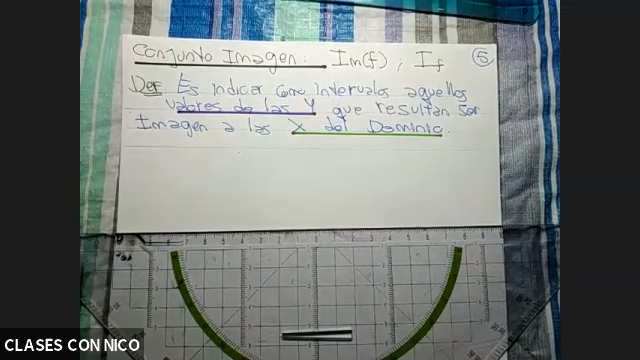 Conjunto Imagen: Im(f) ; If
5
Def Es indicar como intervalos aquellos
valores de las Y que resultan ser
Imagen a las X del Dominio.
CLASES CON NICO